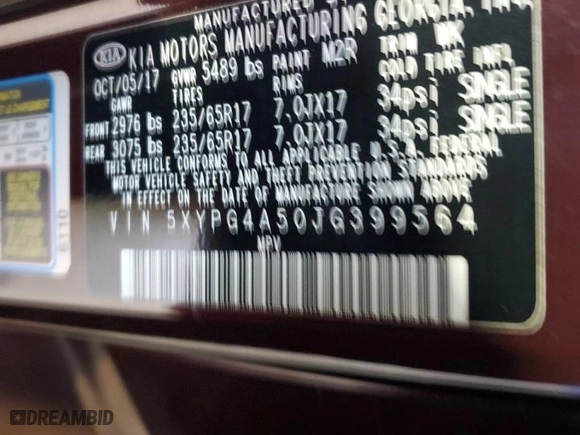 MANUFACTURED BY
KIA KIA MOTORS MANUFACTURING GEORGIA, INC.
OCT/05/17 GVWR 5489 lbs PAINT M2R TRIM WK
GAWR TIRES RIMS COLD TIRE INFL
FRONT 2976 lbs 235/65R17 7.0JX17 34psi SINGLE
REAR 3075 lbs 235/65R17 7.0JX17 34psi SINGLE
THIS VEHICLE CONFORMS TO ALL APPLICABLE U.S.A. FEDERAL
MOTOR VEHICLE SAFETY AND THEFT PREVENTION STANDARDS
IN EFFECT ON THE DATE OF MANUFACTURE SHOWN ABOVE
VIN 5XYPG4A50JG399564
MPV
6110
DREAMBID